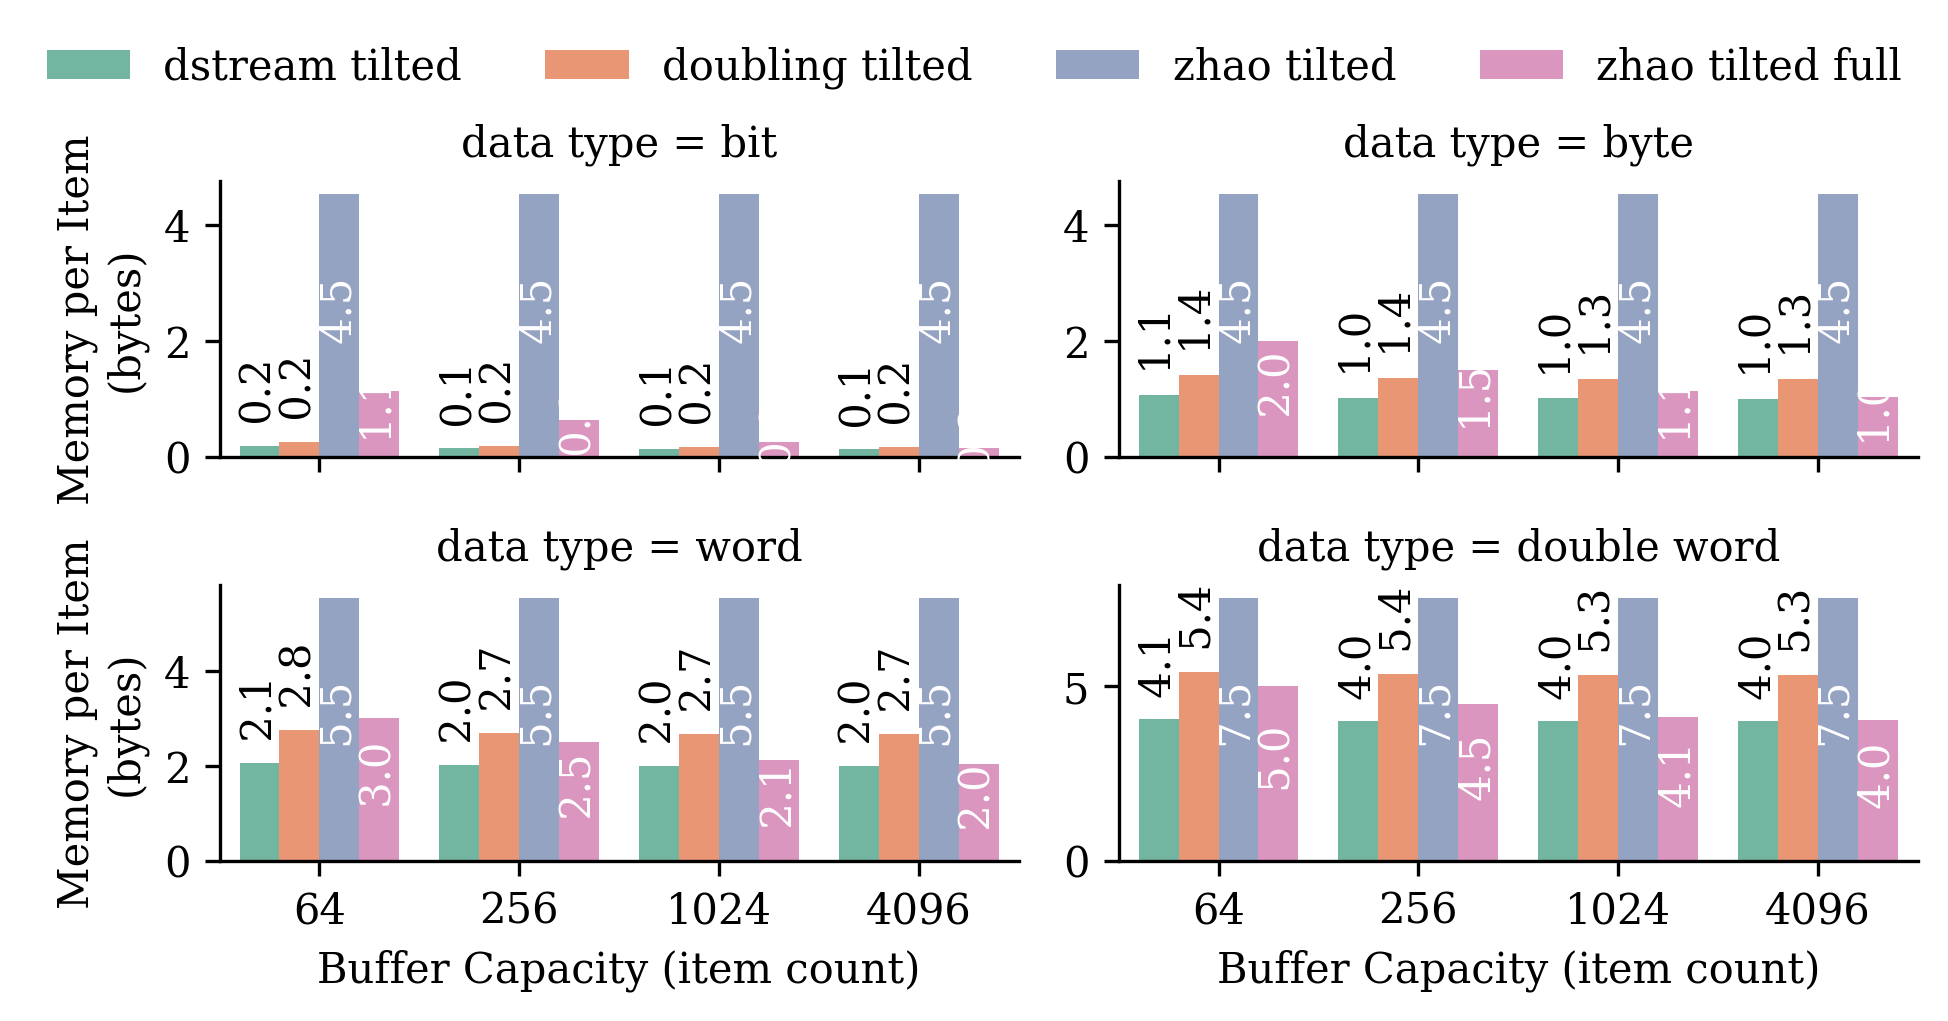 dstream tilted doubling tilted zhao tilted zhao tilted full
data type = bit
Memory per Item
(bytes)
4
2
0
0.2 0.2 4.5 1.1
0.1 0.2 4.5 0.
0.1 0.2 4.5 0
0.1 0.2 4.5
data type = byte
4
2
0
1.1 1.4 4.5 2.0
1.0 1.4 4.5 1.5
1.0 1.3 4.5 1.1
1.0 1.3 4.5 1.0
data type = word
Memory per Item
(bytes)
4
2
0
2.1 2.8 5.5 3.0
2.0 2.7 5.5 2.5
2.0 2.7 5.5 2.1
2.0 2.7 5.5 2.0
64 256 1024 4096
Buffer Capacity (item count)
data type = double word
5
0
4.1 5.4 7.5 5.0
4.0 5.4 7.5 4.5
4.0 5.3 7.5 4.1
4.0 5.3 7.5 4.0
64 256 1024 4096
Buffer Capacity (item count)